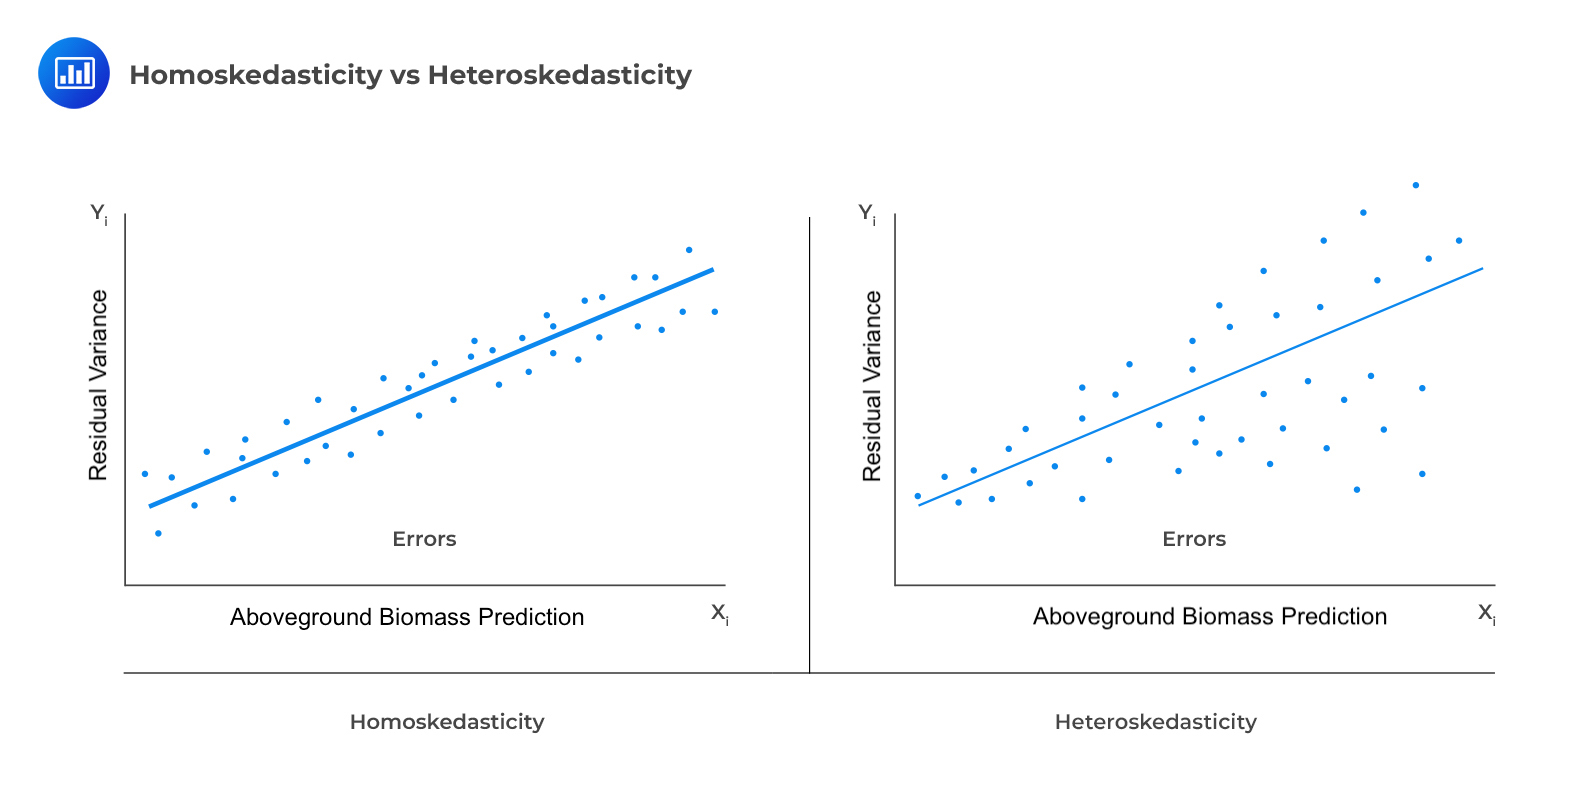 Homoskedasticity vs Heteroskedasticity
Yi
Residual Variance
Errors
Aboveground Biomass Prediction
Xi
Homoskedasticity
Yi
Residual Variance
Errors
Aboveground Biomass Prediction
Xi
Heteroskedasticity